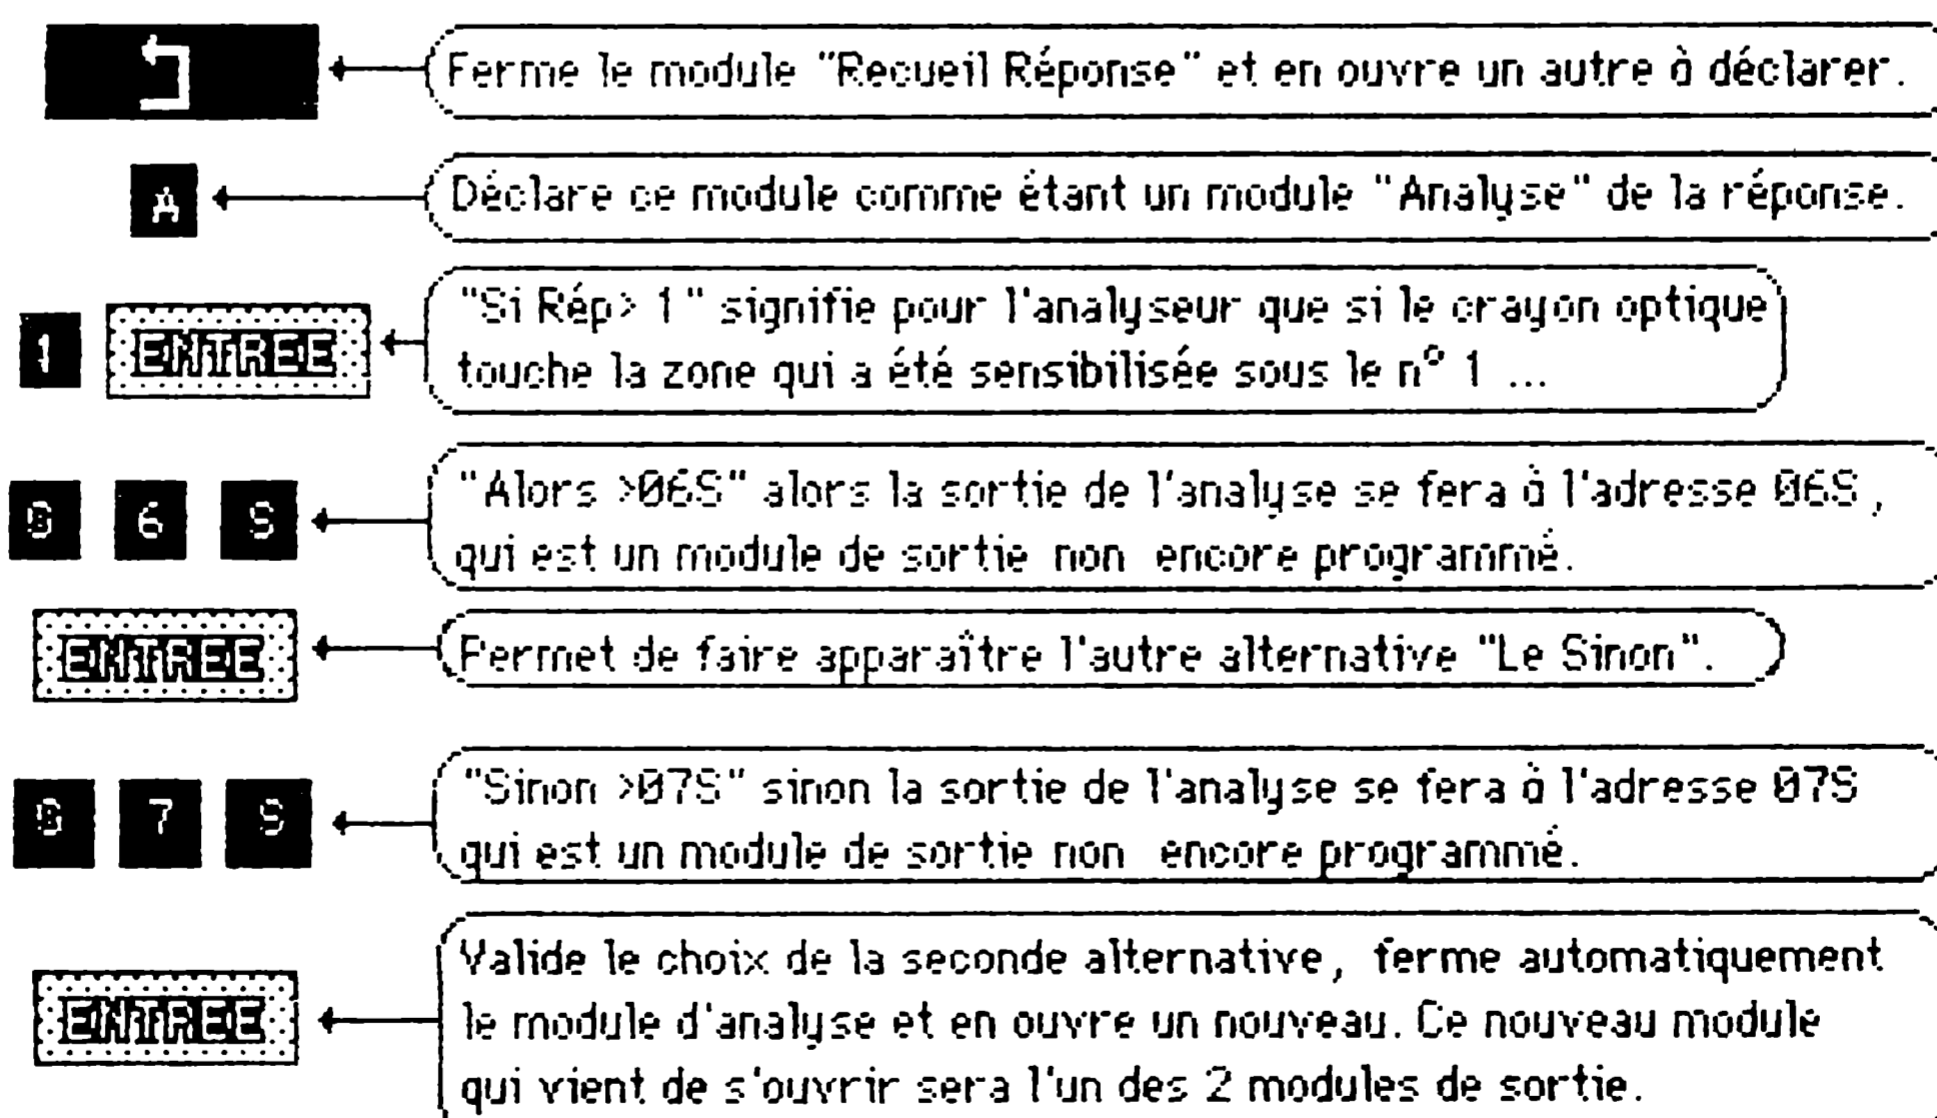 Ferme le module "Recueil Réponse" et en ouvre un autre à déclarer.
A
Déclare ce module comme étant un module "Analyse" de la réponse.
1 ENTREE
"Si Rép> 1" signifie pour l'analyseur que si le crayon optique
touche la zone qui a été sensibilisée sous le n° 1 ...
0 6 S
"Alors >06S" alors la sortie de l'analyse se fera à l'adresse 06S,
qui est un module de sortie non encore programmé.
ENTREE
Permet de faire apparaître l'autre alternative "Le Sinon".
0 7 S
"Sinon >07S" sinon la sortie de l'analyse se fera à l'adresse 07S
qui est un module de sortie non encore programmé.
ENTREE
Valide le choix de la seconde alternative, ferme automatiquement
le module d'analyse et en ouvre un nouveau. Ce nouveau module
qui vient de s'ouvrir sera l'un des 2 modules de sortie.